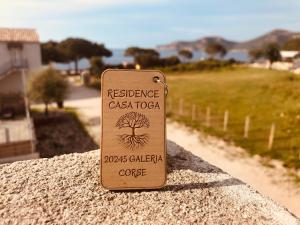 RESIDENCE
CASA TOGA
20245 GALERIA
CORSE